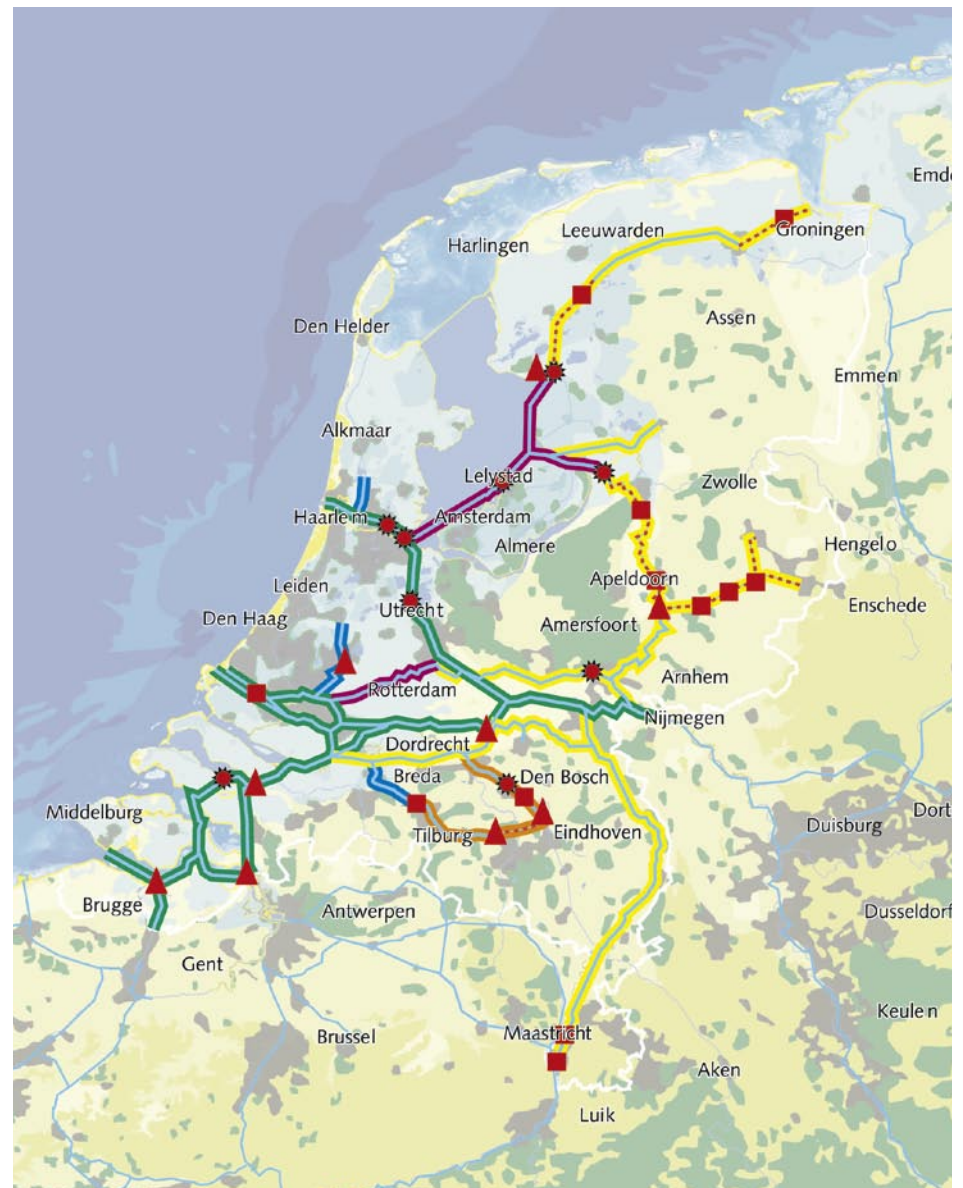 Emde
Groningen
Leeuwarden
Harlingen
Assen
Den Helder
Emmen
Alkmaar
Lelystad
Zwolle
Haarlem
Amsterdam
Almere
Hengelo
Leiden
Apeldoorn
Enschede
Utrecht
Den Haag
Amersfoort
Arnhem
Rotterdam
Nijmegen
Dordrecht
Breda
Den Bosch
Middelburg
Dort
Duisburg
Tilburg
Eindhoven
Brugge
Antwerpen
Dusseldorf
Gent
Keulen
Brussel
Maastricht
Aken
Luik